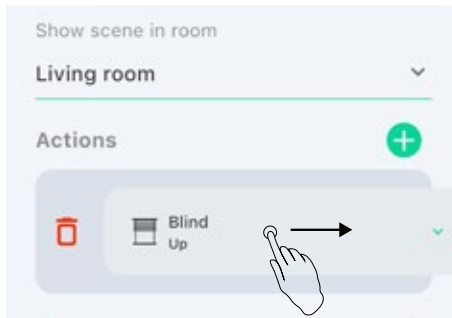 Show scene in room
Living room
Actions
Blind
Up